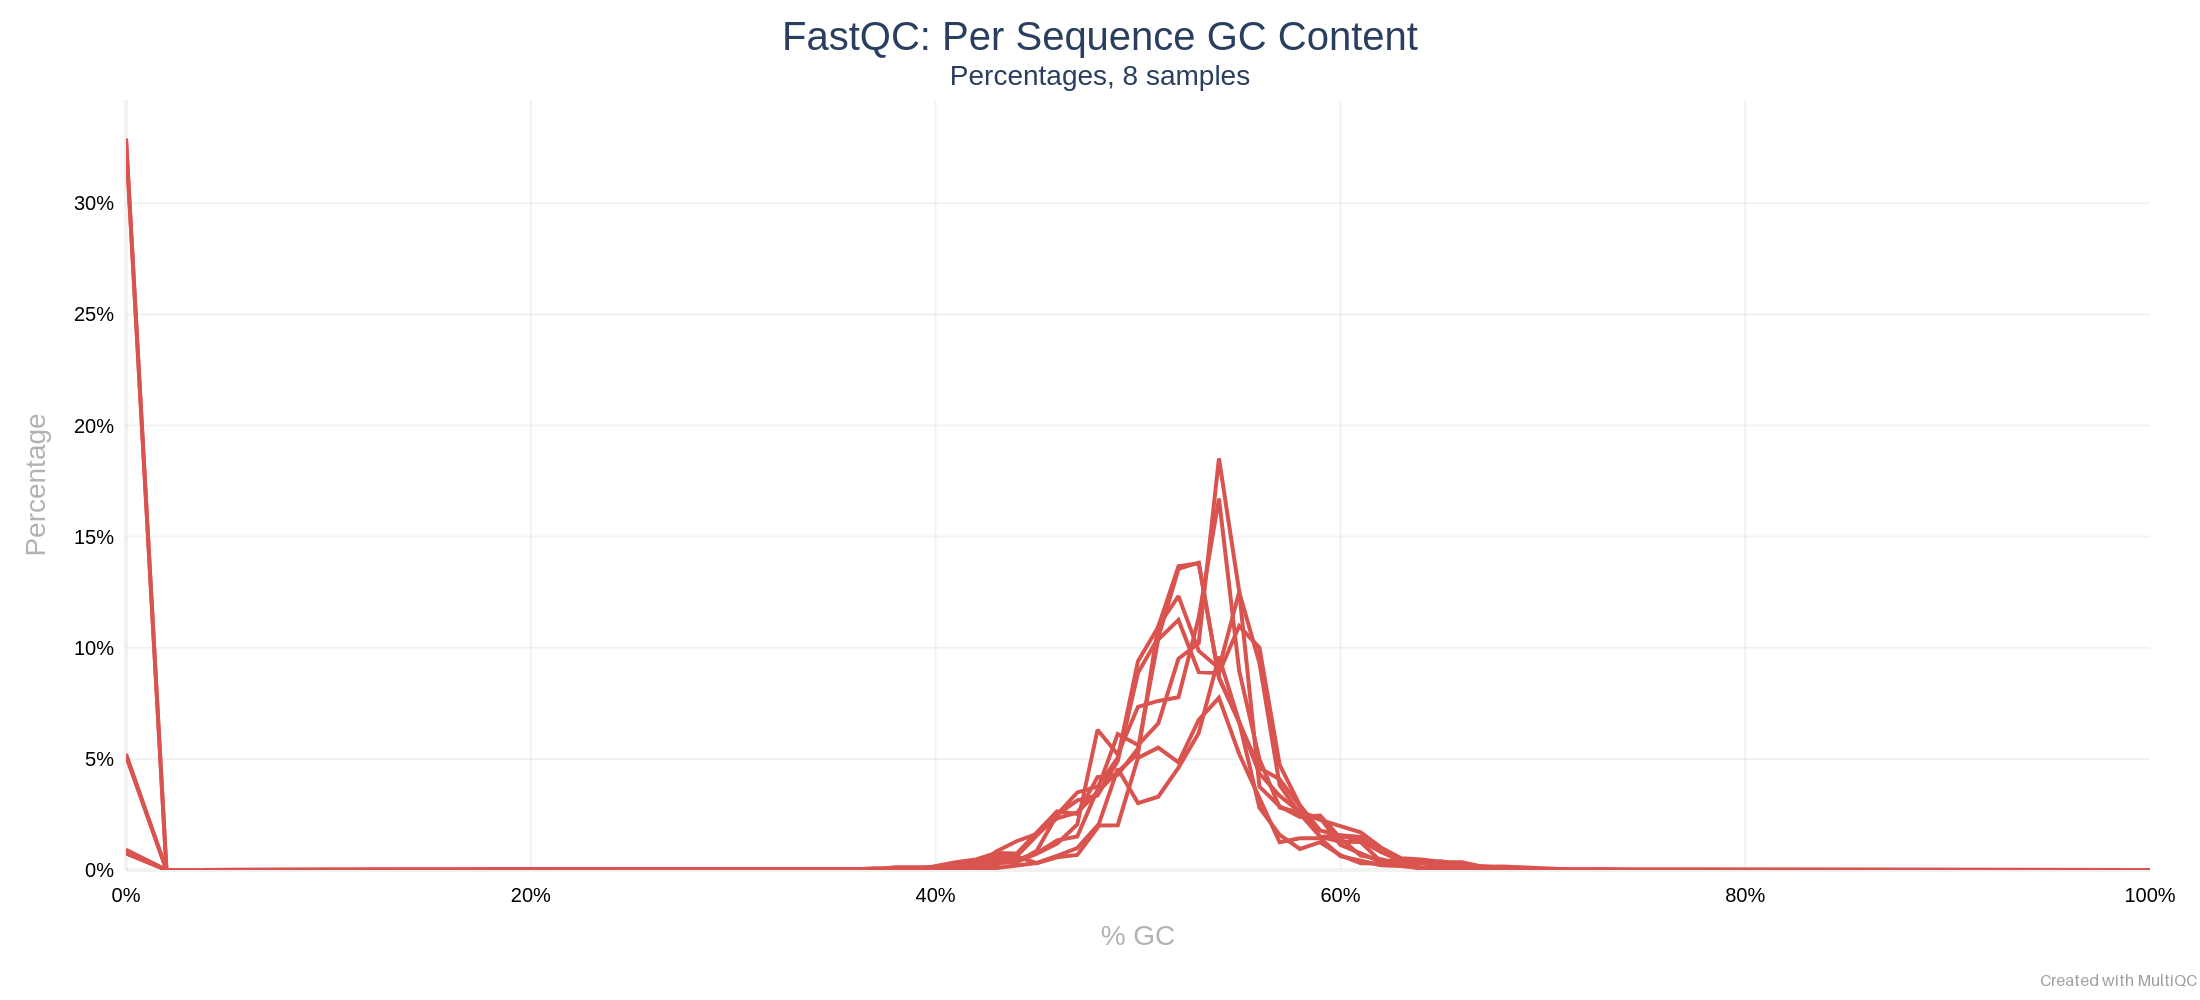 FastQC: Per Sequence GC Content
Percentages, 8 samples
Percentage
30%
25%
20%
15%
10%
5%
0%
0%
20%
40%
60%
80%
100%
% GC
Created with MultiQC